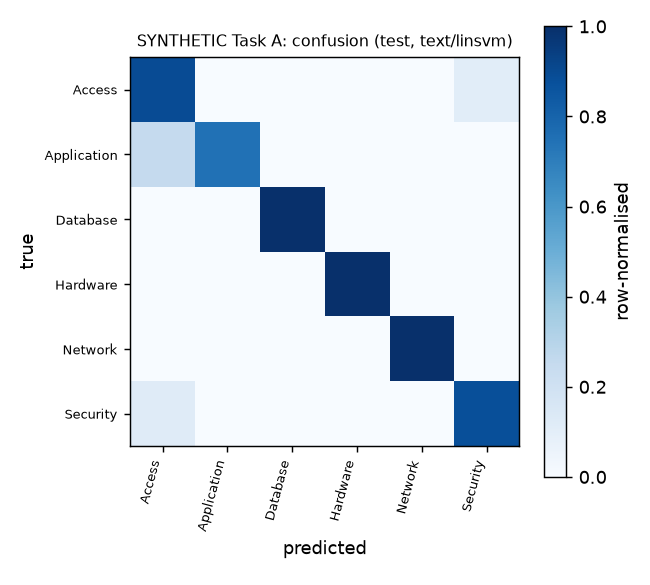 SYNTHETIC Task A: confusion (test, text/linsvm)
true
Access
Application
Database
Hardware
Network
Security
Access
Application
Database
Hardware
Network
Security
predicted
1.0
0.8
0.6
0.4
0.2
0.0
row-normalised